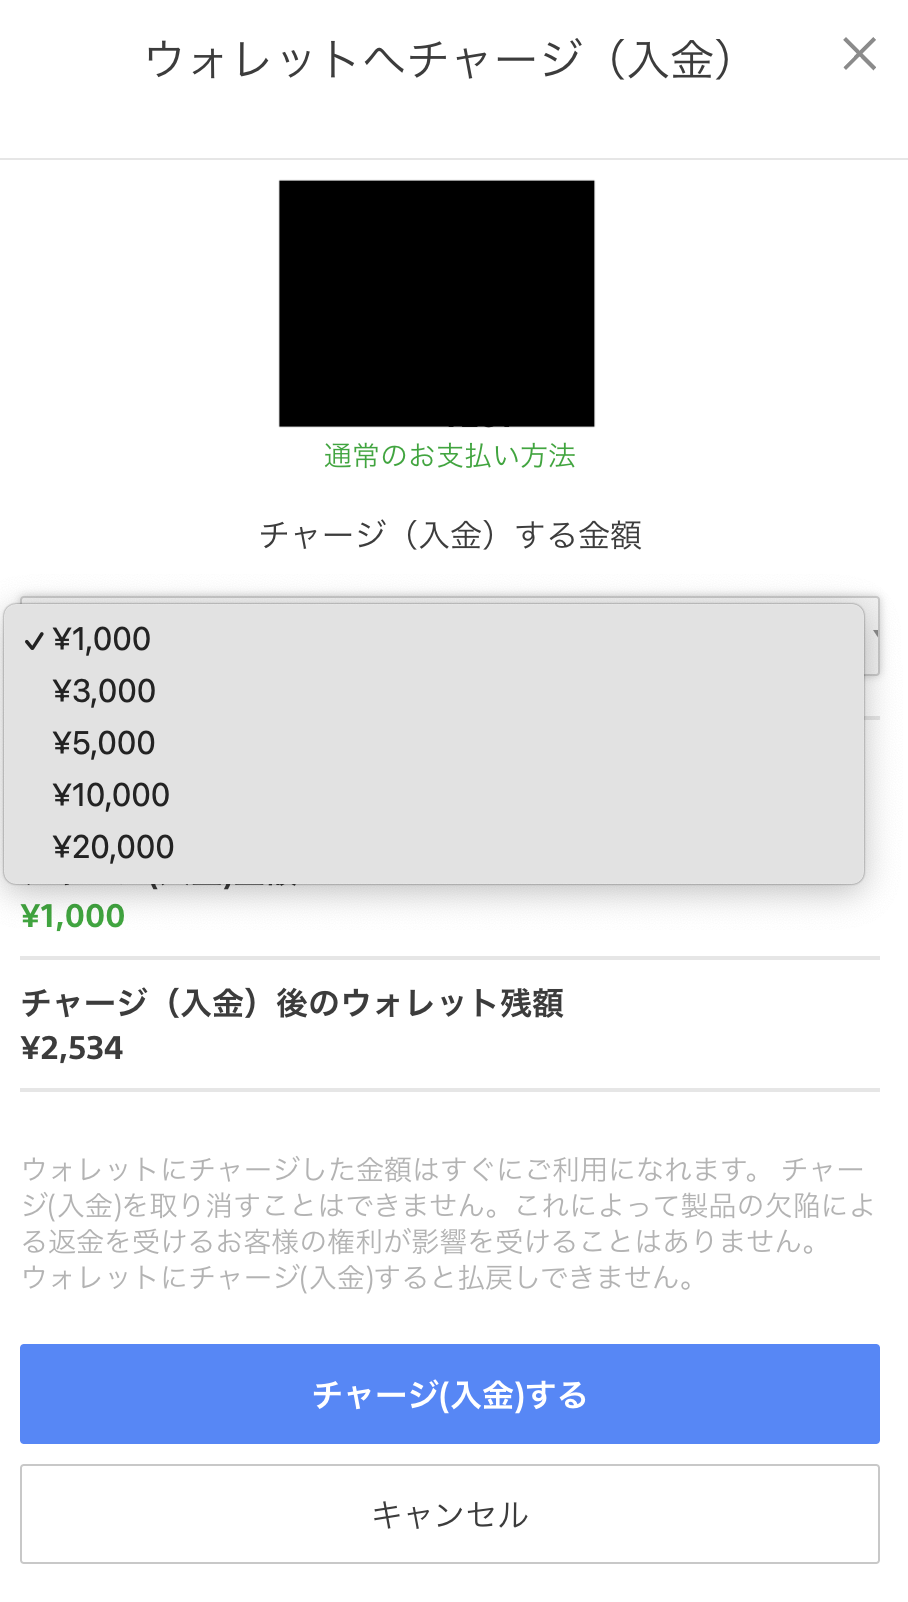 ウォレットへチャージ（入金）
通常のお支払い方法
チャージ（入金）する金額
✓ ¥1,000
¥3,000
¥5,000
¥10,000
¥20,000
¥1,000
チャージ（入金）後のウォレット残額
¥2,534
ウォレットにチャージした金額はすぐにご利用になれます。 チャー
ジ(入金)を取り消すことはできません。これによって製品の欠陥によ
る返金を受けるお客様の権利が影響を受けることはありません。
ウォレットにチャージ(入金)すると払戻しできません。
チャージ(入金)する
キャンセル